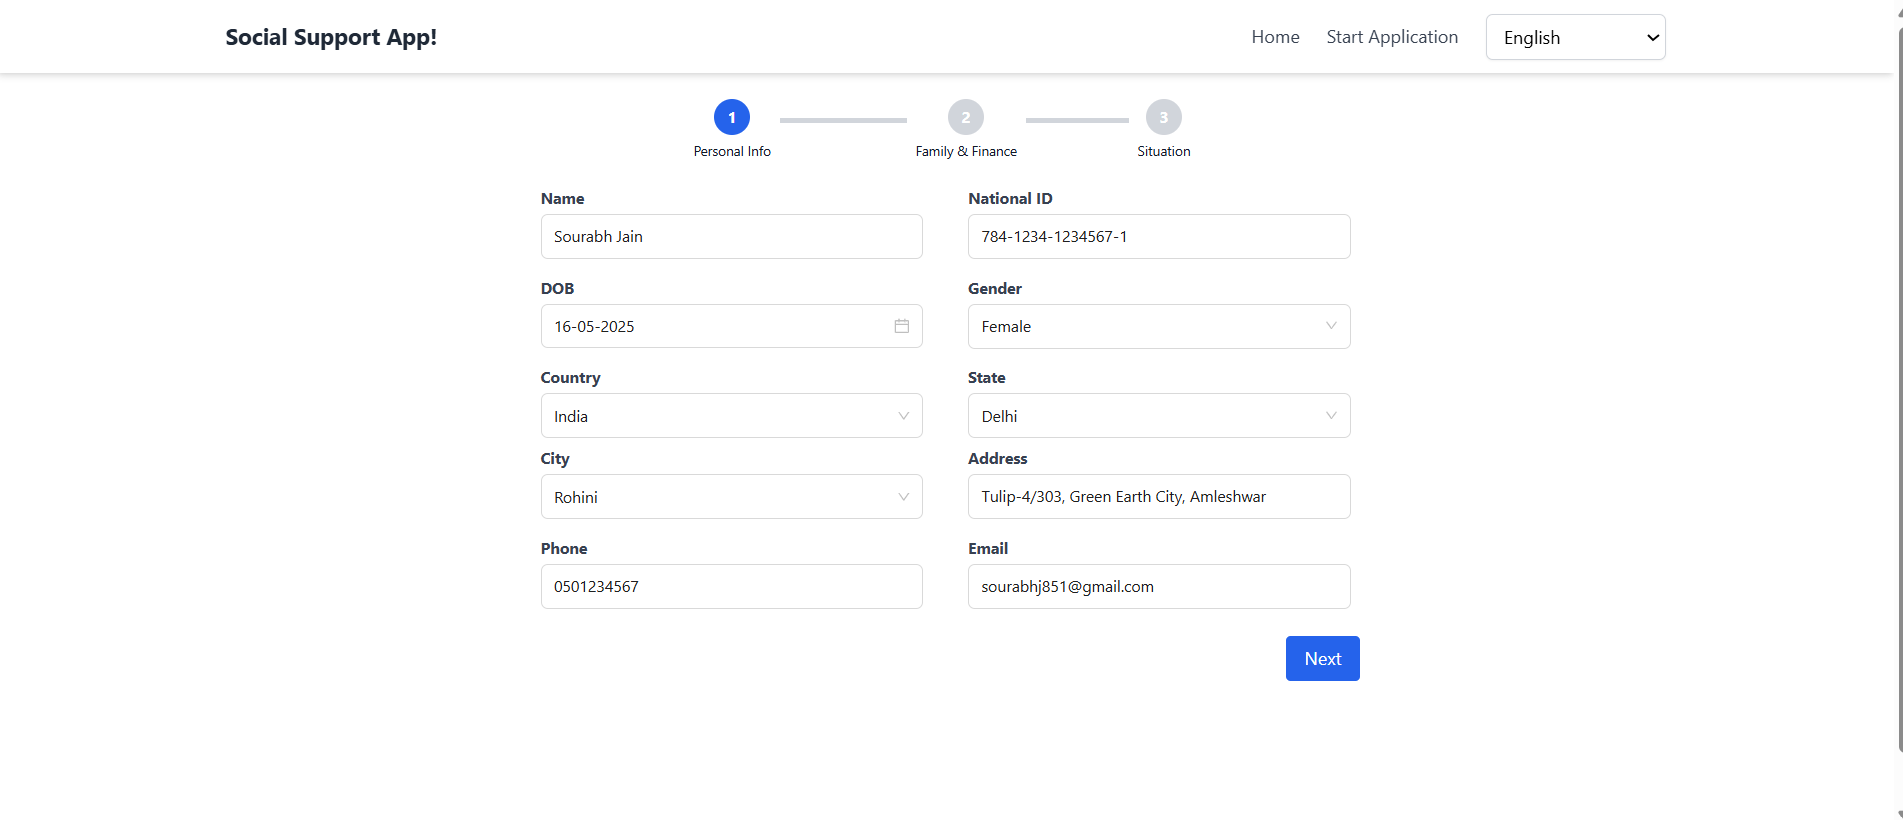 Social Support App!
Home Start Application English
1 2 3
Personal Info Family & Finance Situation
Name National ID
Sourabh Jain 784-1234-1234567-1
DOB Gender
16-05-2025 Female
Country State
India Delhi
City Address
Rohini Tulip-4/303, Green Earth City, Amleshwar
Phone Email
0501234567 sourabhj851@gmail.com
Next